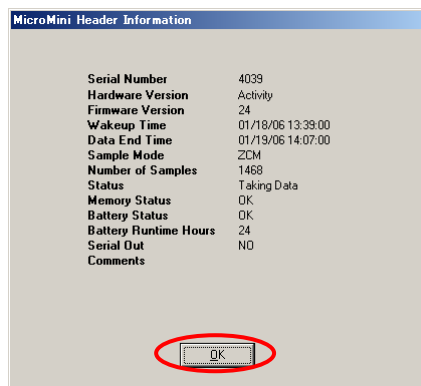 MicroMini Header Information
Serial Number 4039
Hardware Version Activity
Firmware Version 24
Wakeup Time 01/18/06 13:39:00
Data End Time 01/19/06 14:07:00
Sample Mode ZCM
Number of Samples 1468
Status Taking Data
Memory Status OK
Battery Status OK
Battery Runtime Hours 24
Serial Out NO
Comments
OK